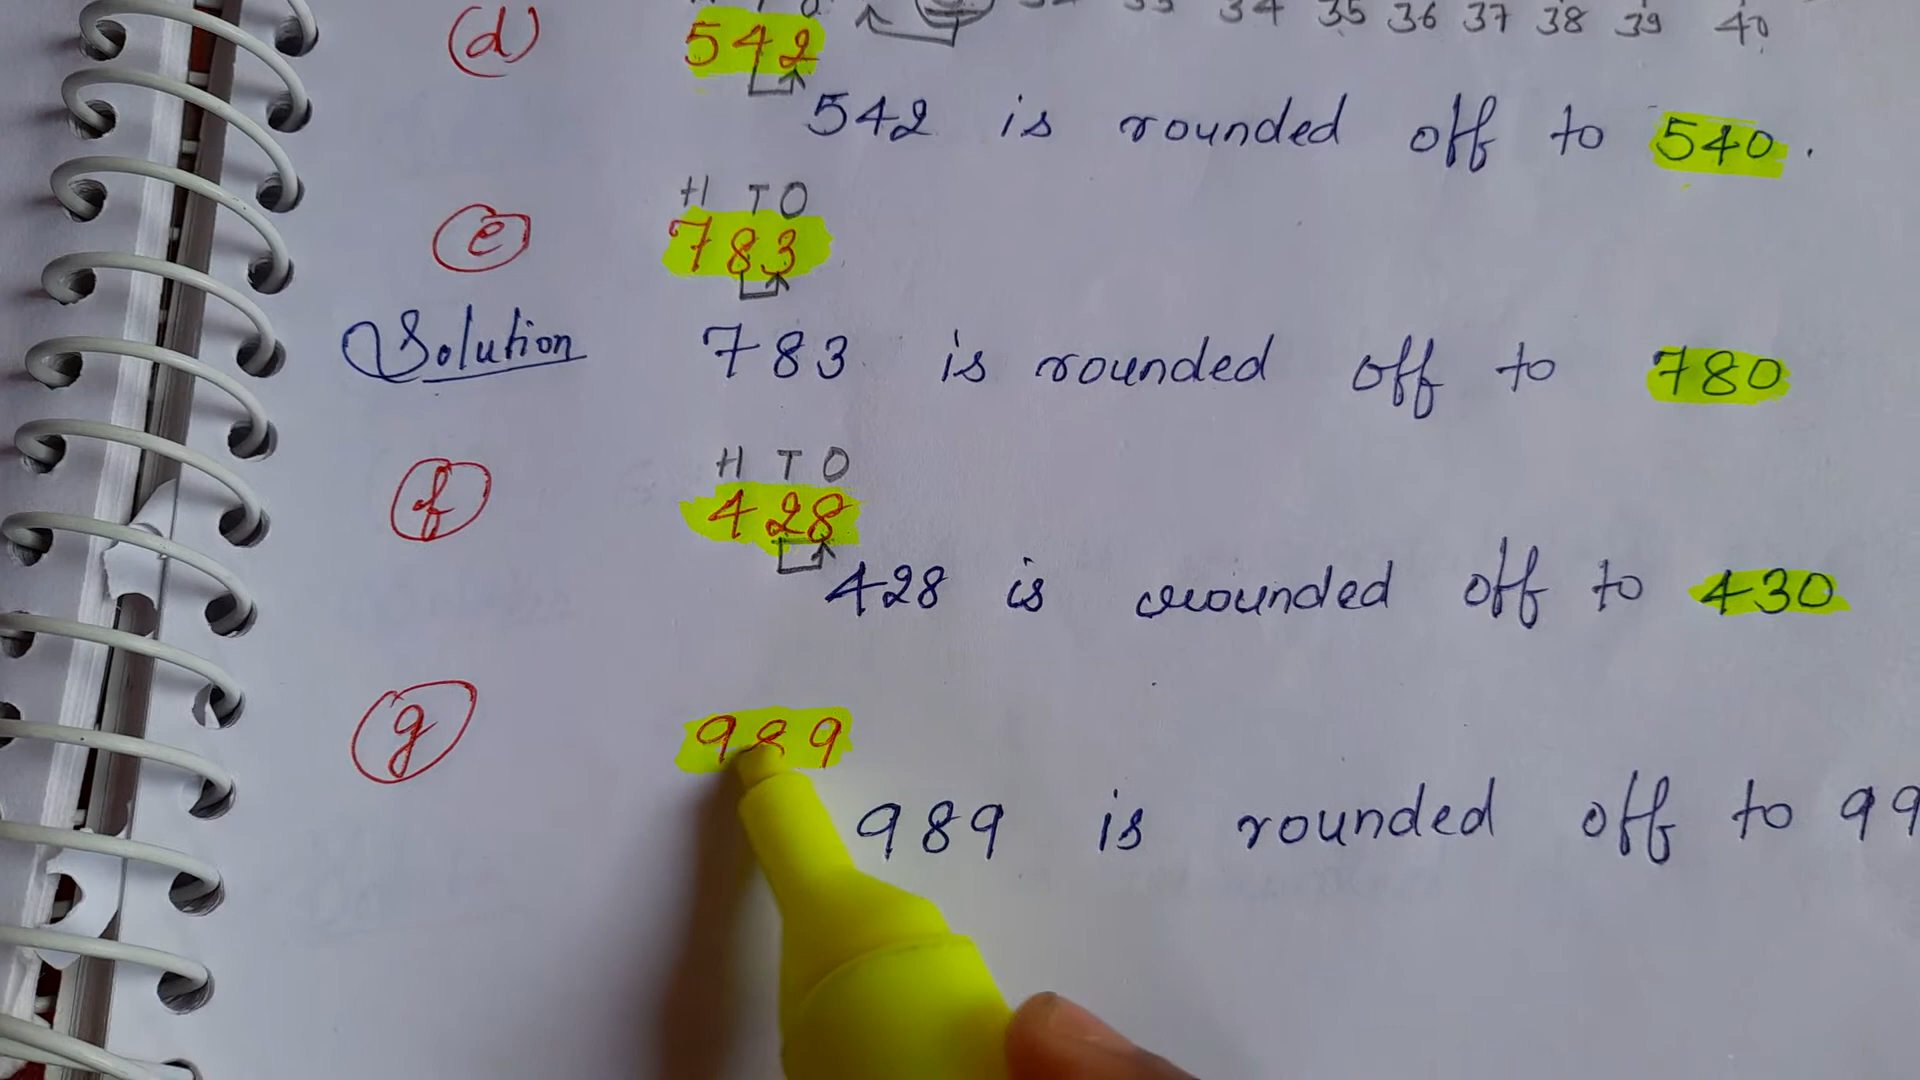 34 35 36 37 38 39 40
(d) 542
542 is rounded off to 540.
H T O
(e) 783
Solution 783 is rounded off to 780
H T O
(f) 428
428 is rounded off to 430
(g) 989
989 is rounded off to 99